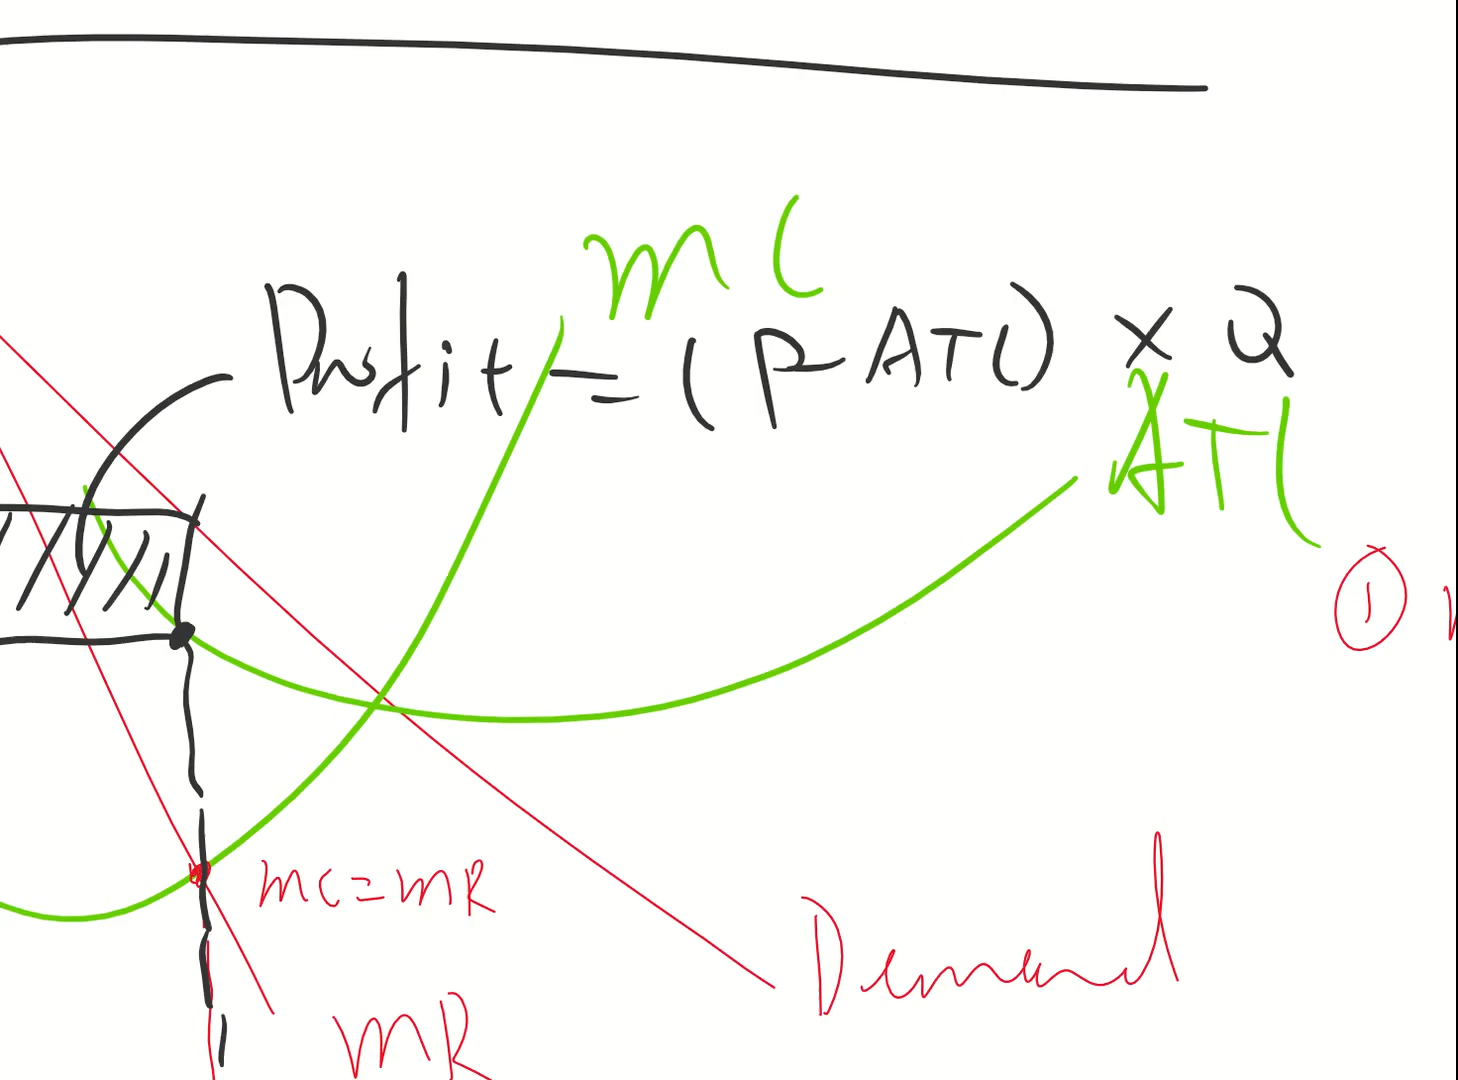 MC
Profit = (P-ATC) × Q
ATC
①
MC=MR
Demand
MR